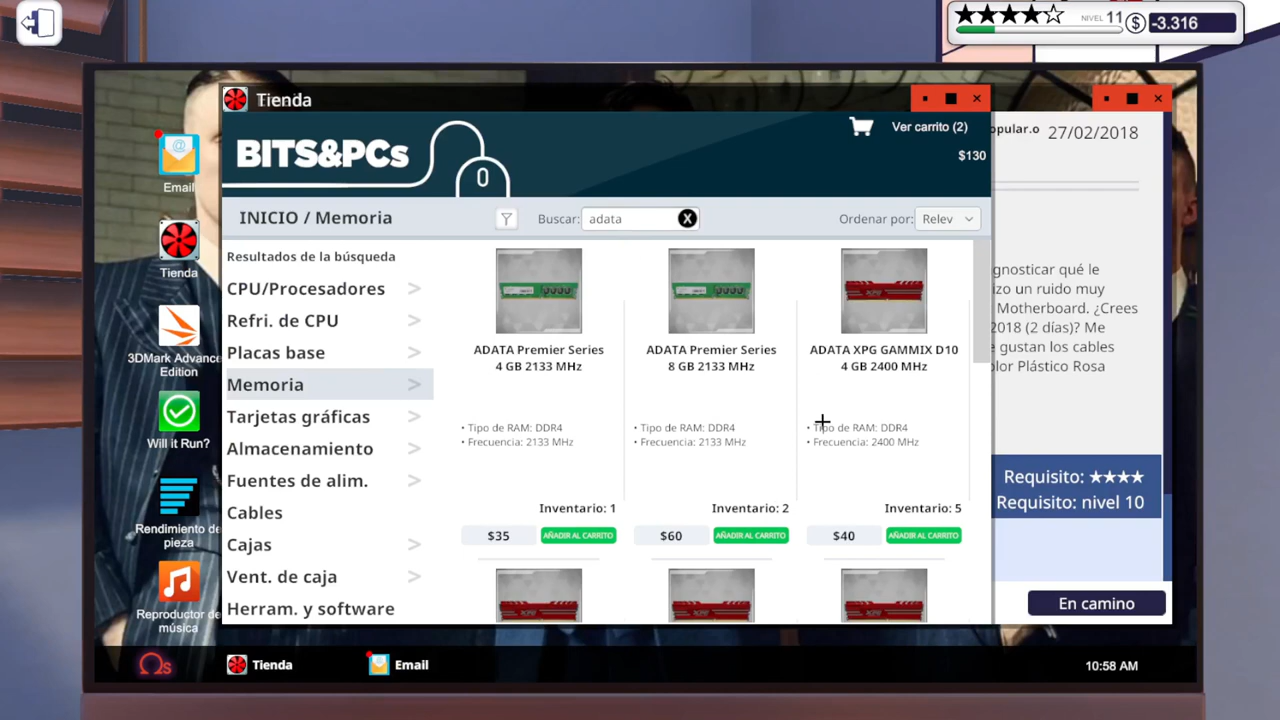 NIVEL 11
$ -3.316
Tienda
BITS&PCs
Ver carrito (2)
$130
opular.o
27/02/2018
INICIO / Memoria
Buscar:
adata
X
Ordenar por:
Relev
Email
Tienda
3DMark Advance
Edition
Will it Run?
Rendimiento de
pieza
Reproductor de
música
Resultados de la búsqueda
CPU/Procesadores
Refri. de CPU
Placas base
Memoria
Tarjetas gráficas
Almacenamiento
Fuentes de alim.
Cables
Cajas
Vent. de caja
Herram. y software
ADATA Premier Series
4 GB 2133 MHz
• Tipo de RAM: DDR4
• Frecuencia: 2133 MHz
Inventario: 1
$35
AÑADIR AL CARRITO
ADATA Premier Series
8 GB 2133 MHz
• Tipo de RAM: DDR4
• Frecuencia: 2133 MHz
Inventario: 2
$60
AÑADIR AL CARRITO
ADATA XPG GAMMIX D10
4 GB 2400 MHz
• Tipo de RAM: DDR4
• Frecuencia: 2400 MHz
Inventario: 5
$40
AÑADIR AL CARRITO
gnosticar qué le
izo un ruido muy
Motherboard. ¿Crees
2018 (2 días)? Me
e gustan los cables
olor Plástico Rosa
Requisito: ★★★★
Requisito: nivel 10
En camino
Ωs
Tienda
Email
10:58 AM